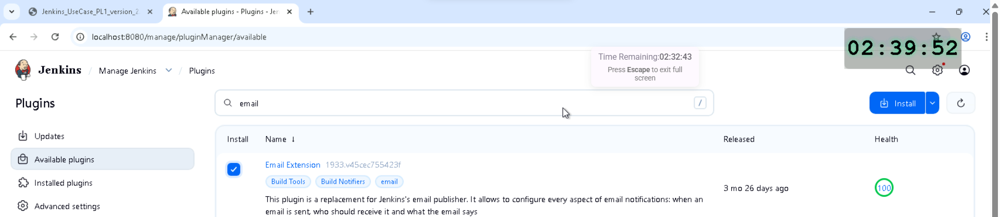 Jenkins_UseCase_PL1_version_2
Available plugins - Plugins - Jen
localhost:8080/manage/pluginManager/available
02:39:52
Time Remaining:02:32:43
Press Escape to exit full
screen
Jenkins / Manage Jenkins / Plugins
Plugins
email
/
Install
Updates
Available plugins
Installed plugins
Advanced settings
Install Name ↓ Released Health
Email Extension 1933.v45cec755423f
Build Tools Build Notifiers email
3 mo 26 days ago
100
This plugin is a replacement for Jenkins's email publisher. It allows to configure every aspect of email notifications: when an
email is sent, who should receive it and what the email says